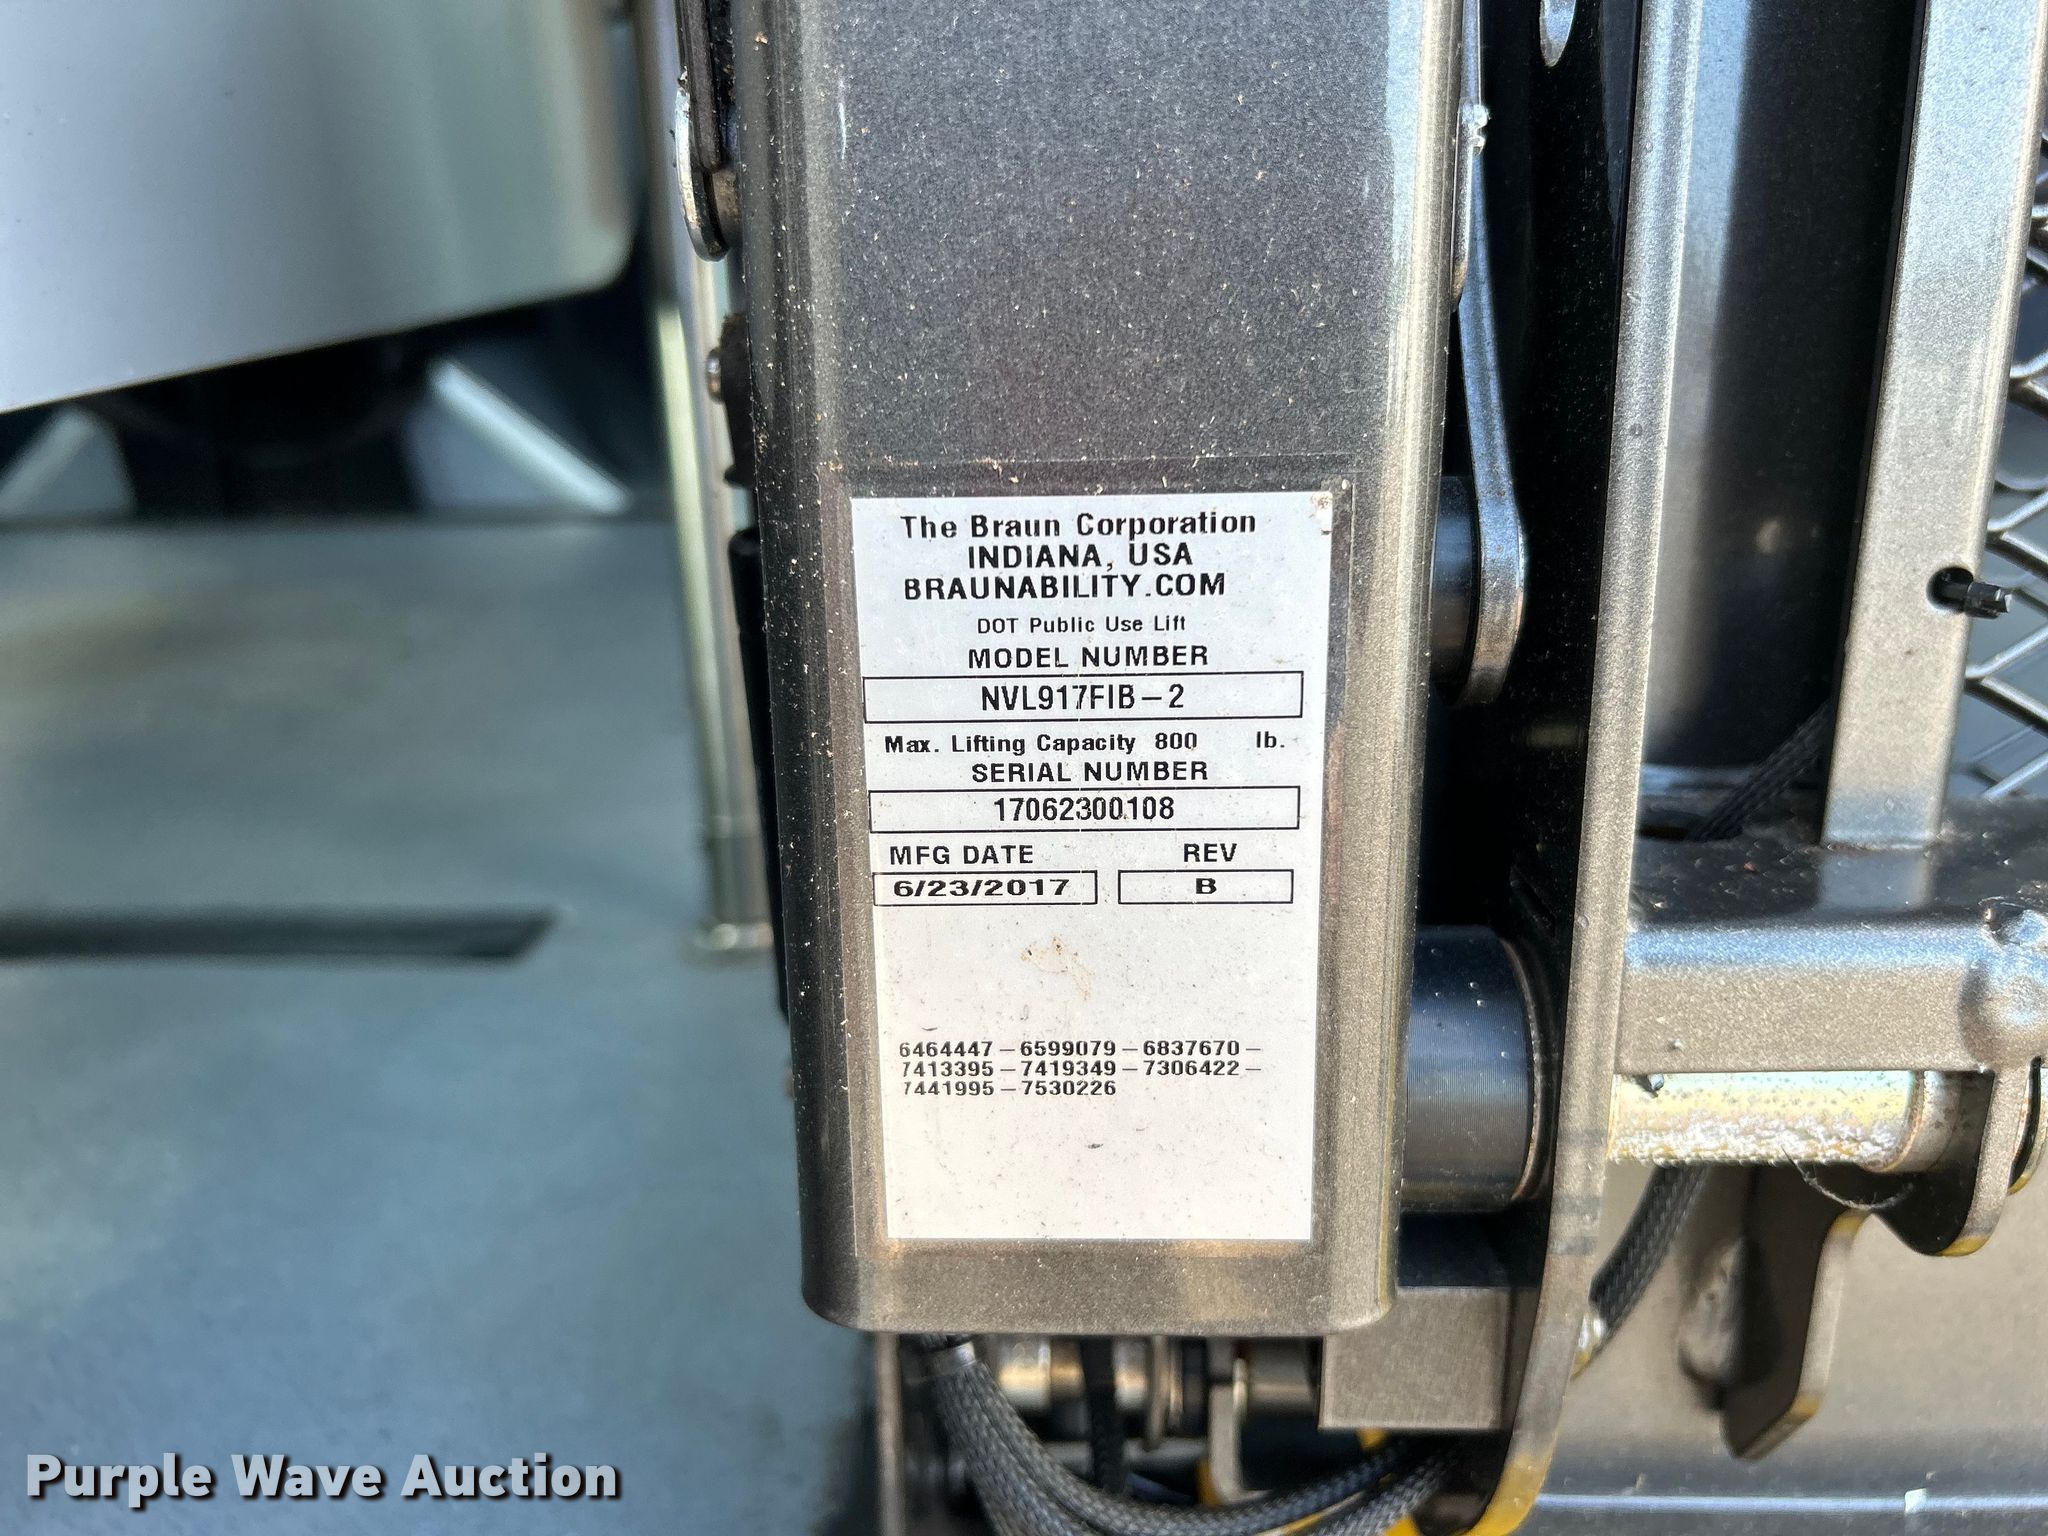 The Braun Corporation
INDIANA, USA
BRAUNABILITY.COM
DOT Public Use Lift
MODEL NUMBER
NVL917FIB-2
Max. Lifting Capacity 800 lb.
SERIAL NUMBER
17062300108
MFG DATE REV
6/23/2017 B
6464447-6599079-6837670-
7413395-7419349-7306422-
7441995-7530226
Purple Wave Auction